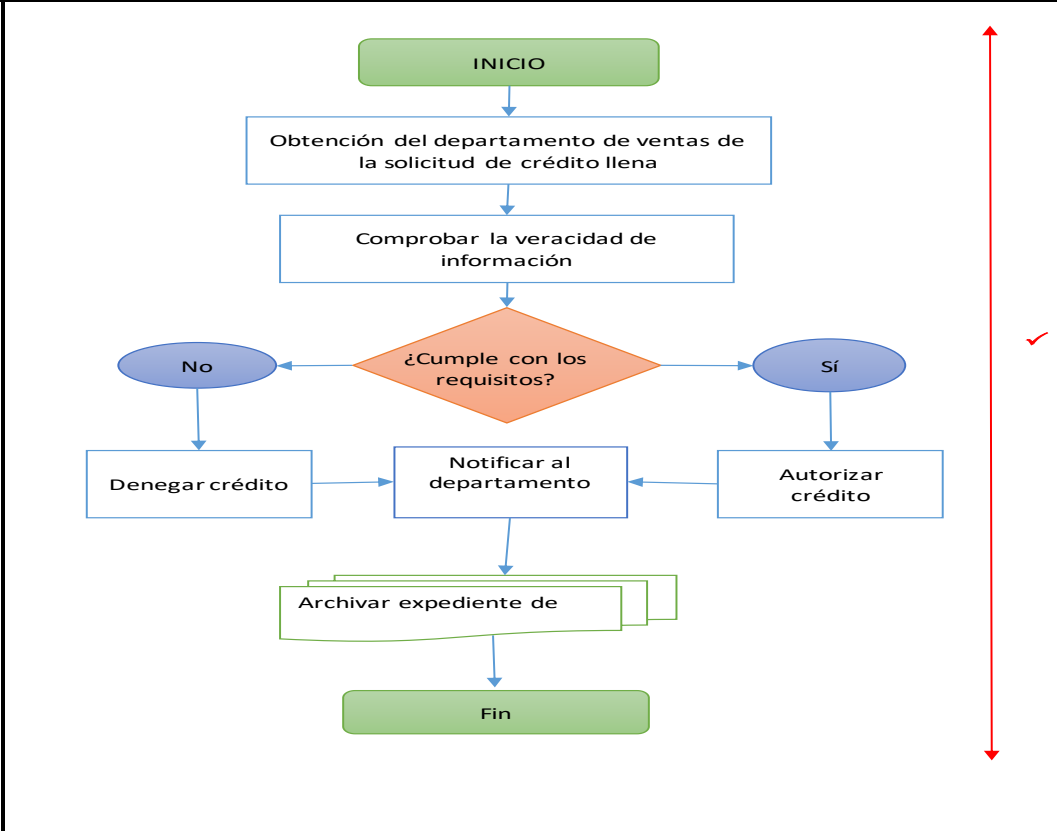 INICIO
Obtención del departamento de ventas de
la solicitud de crédito llena
Comprobar la veracidad de
información
¿Cumple con los
requisitos?
No
Sí
Denegar crédito
Notificar al
departamento
Autorizar
crédito
Archivar expediente de
Fin